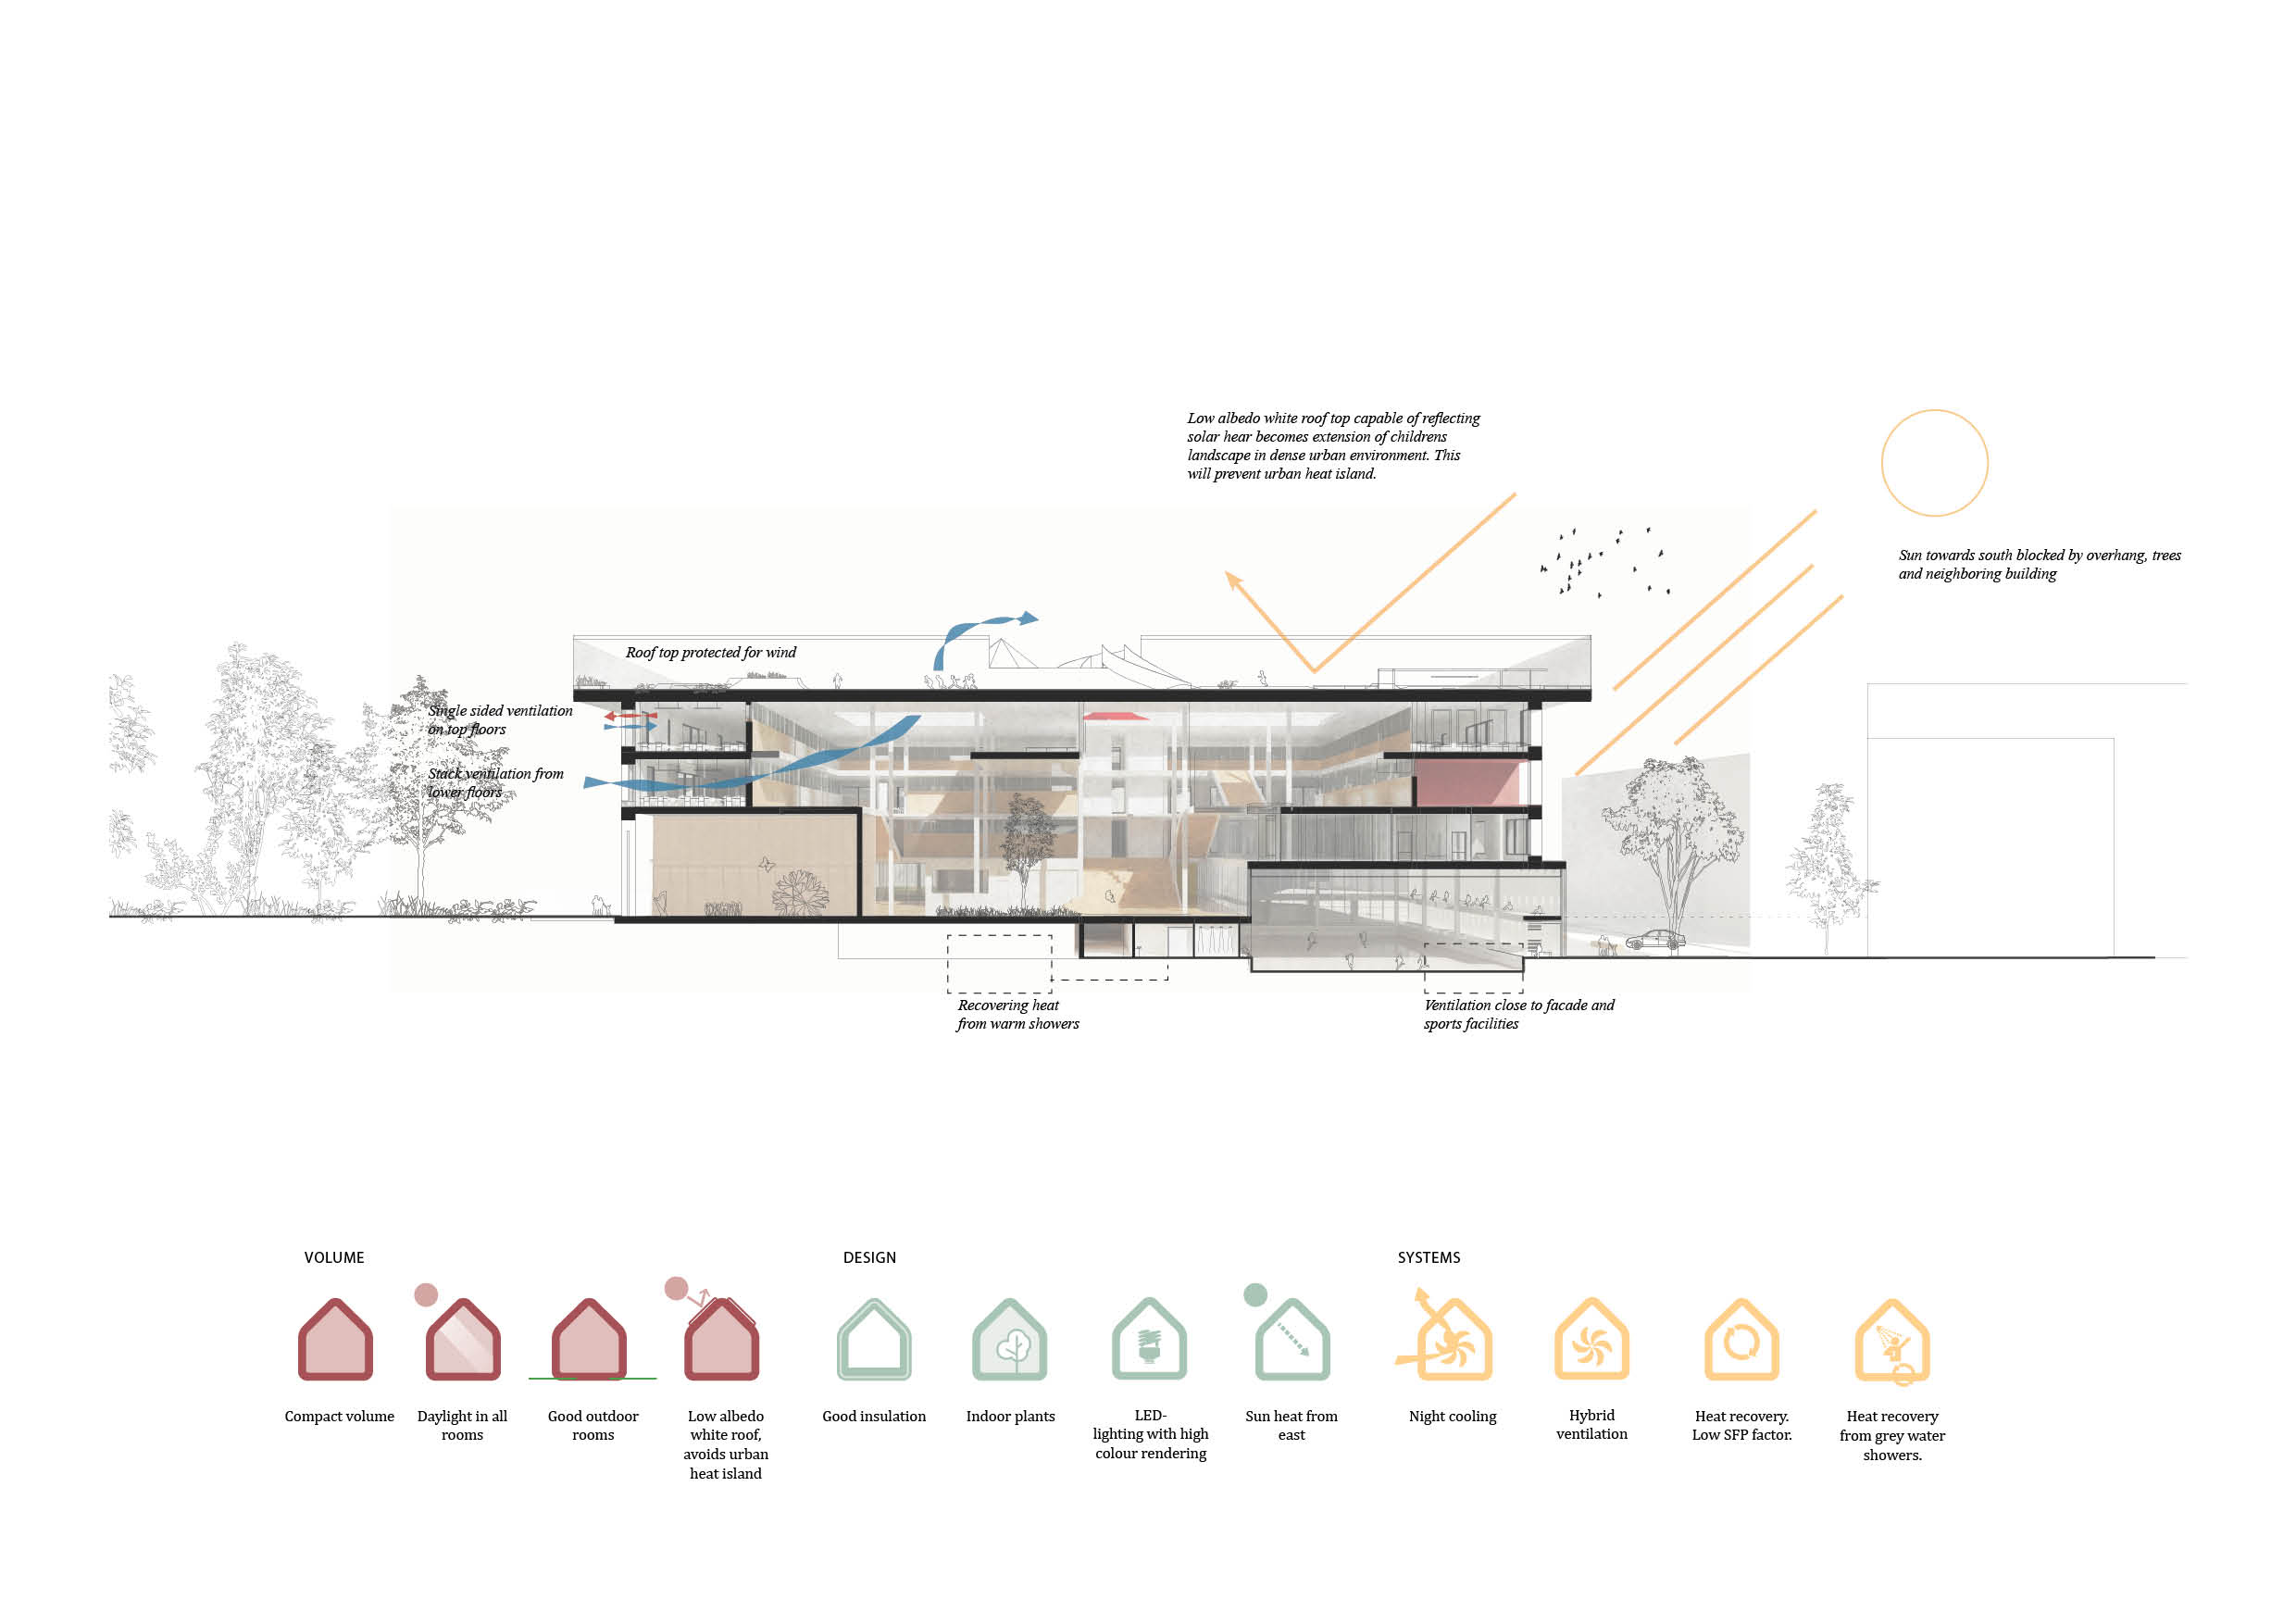 Low albedo white roof top capable of reflecting
solar hear becomes extension of childrens
landscape in dense urban environment. This
will prevent urban heat island.
Sun towards south blocked by overhang, trees
and neighboring building
Roof top protected for wind
Single sided ventilation
on top floors
Stack ventilation from
lower floors
Recovering heat
from warm showers
Ventilation close to facade and
sports facilities
VOLUME
Compact volume
Daylight in all
rooms
Good outdoor
rooms
Low albedo
white roof,
avoids urban
heat island
DESIGN
Good insulation
Indoor plants
LED-
lighting with high
colour rendering
Sun heat from
east
SYSTEMS
Night cooling
Hybrid
ventilation
Heat recovery.
Low SFP factor.
Heat recovery
from grey water
showers.